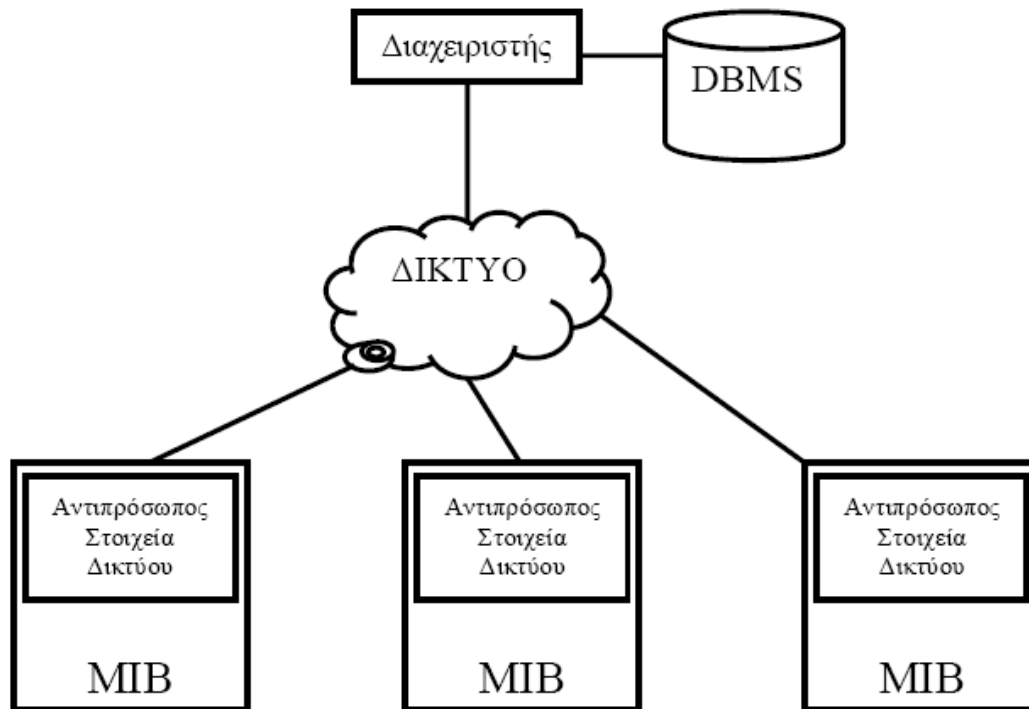 Διαχειριστής
DBMS
ΔΙΚΤΥΟ
Αντιπρόσωπος
Στοιχεία
Δικτύου
MIB
Αντιπρόσωπος
Στοιχεία
Δικτύου
MIB
Αντιπρόσωπος
Στοιχεία
Δικτύου
MIB